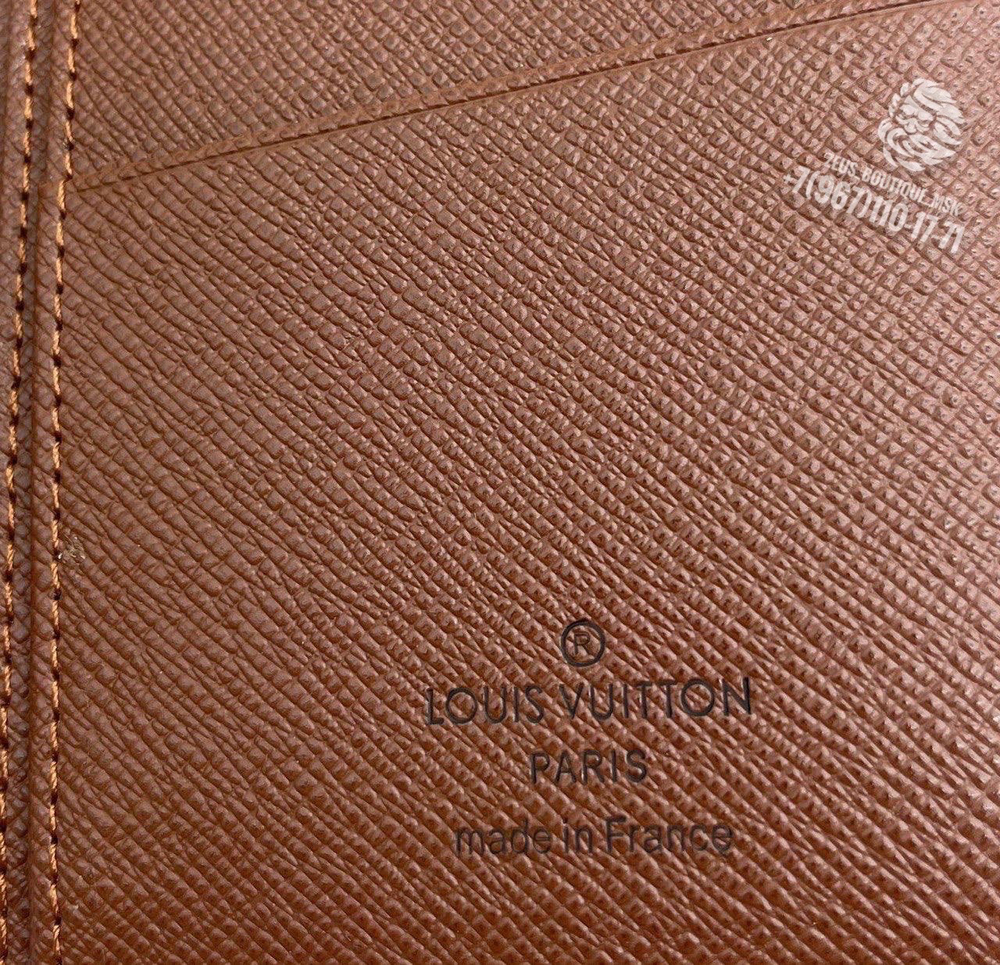 ZEUS_BOUTIQUE_MSK
+7(967)110-17-71
®
LOUIS VUITTON
PARIS
made in France